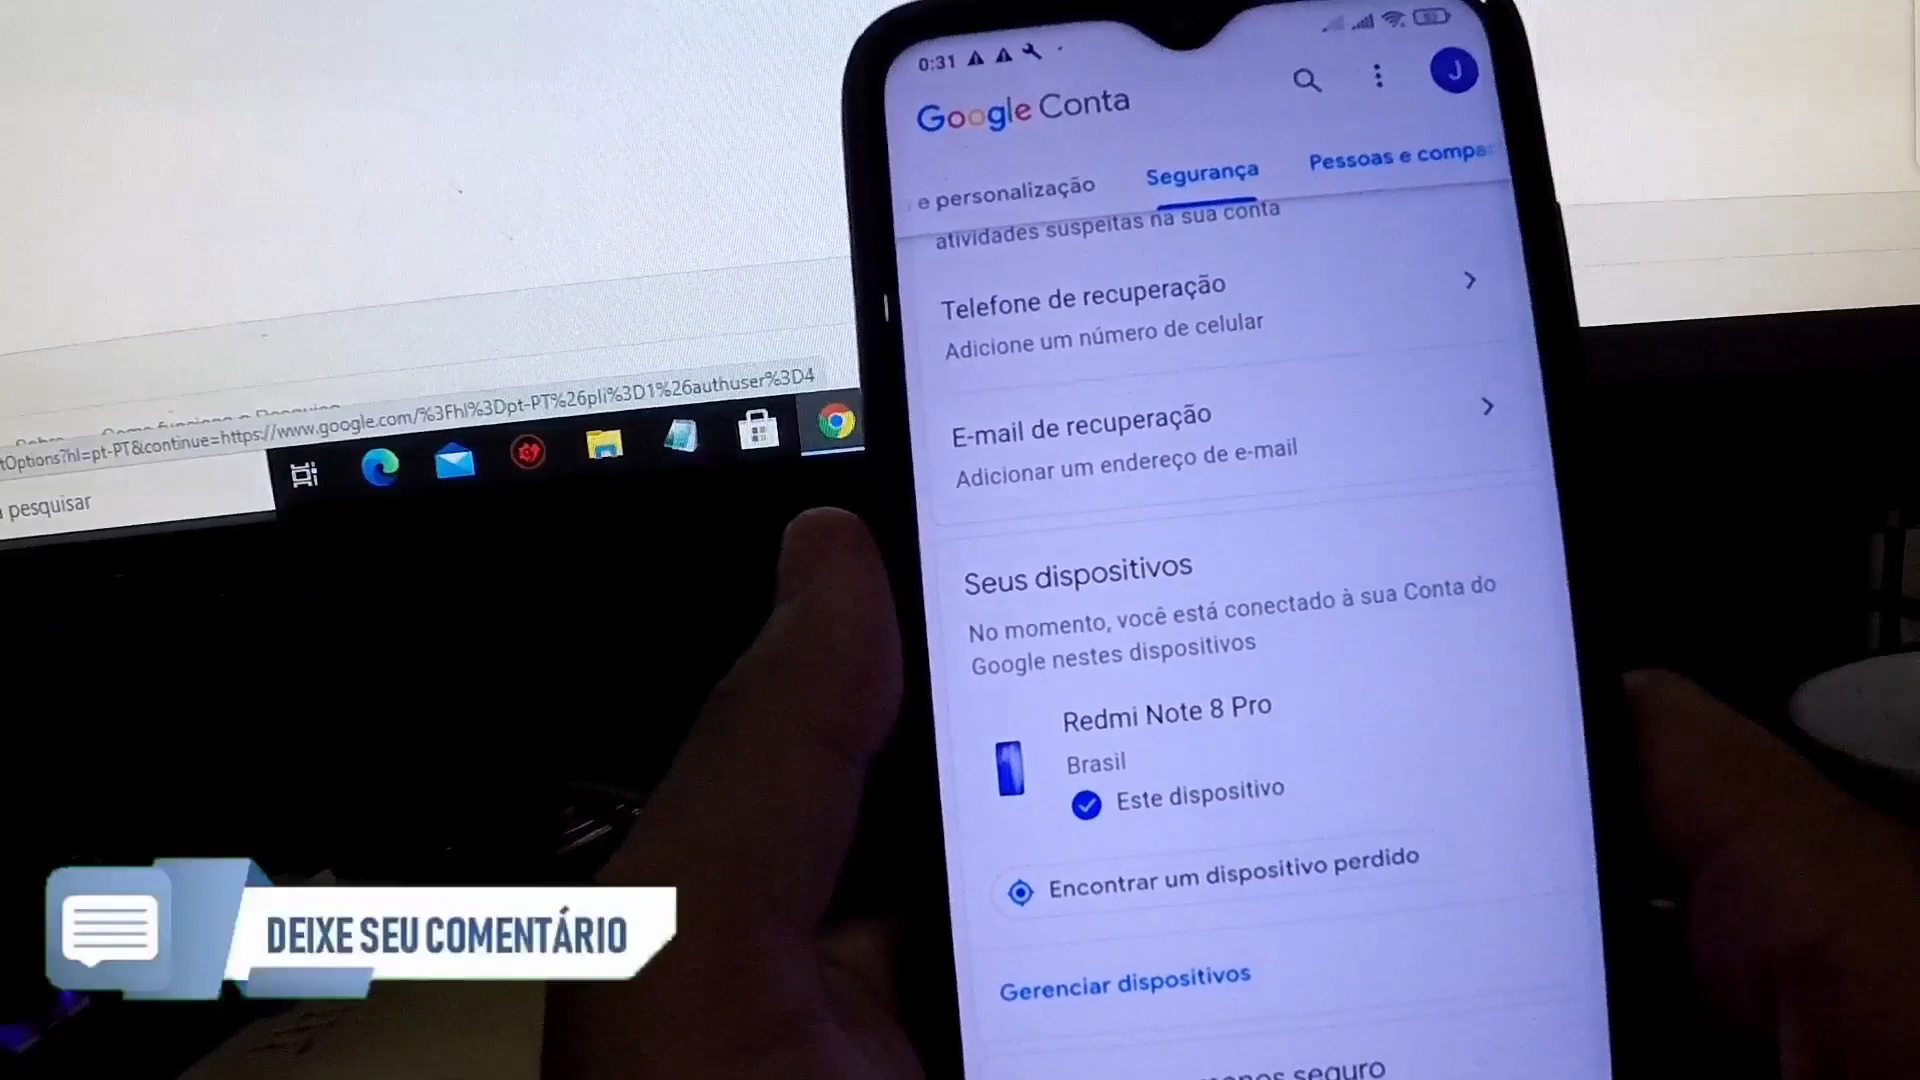 0:31
Google Conta
J
e personalização
Segurança
Pessoas e compa
atividades suspeitas na sua conta
Telefone de recuperação
Adicione um número de celular
E-mail de recuperação
Adicionar um endereço de e-mail
Seus dispositivos
No momento, você está conectado à sua Conta do
Google nestes dispositivos
Redmi Note 8 Pro
Brasil
Este dispositivo
Encontrar um dispositivo perdido
Gerenciar dispositivos
seguro
tOptions?hl=pt-PT&continue=https://www.google.com/%3Fhl%3Dpt-PT%26pli%3D1%26authuser%3D4
pesquisar
DEIXE SEU COMENTÁRIO